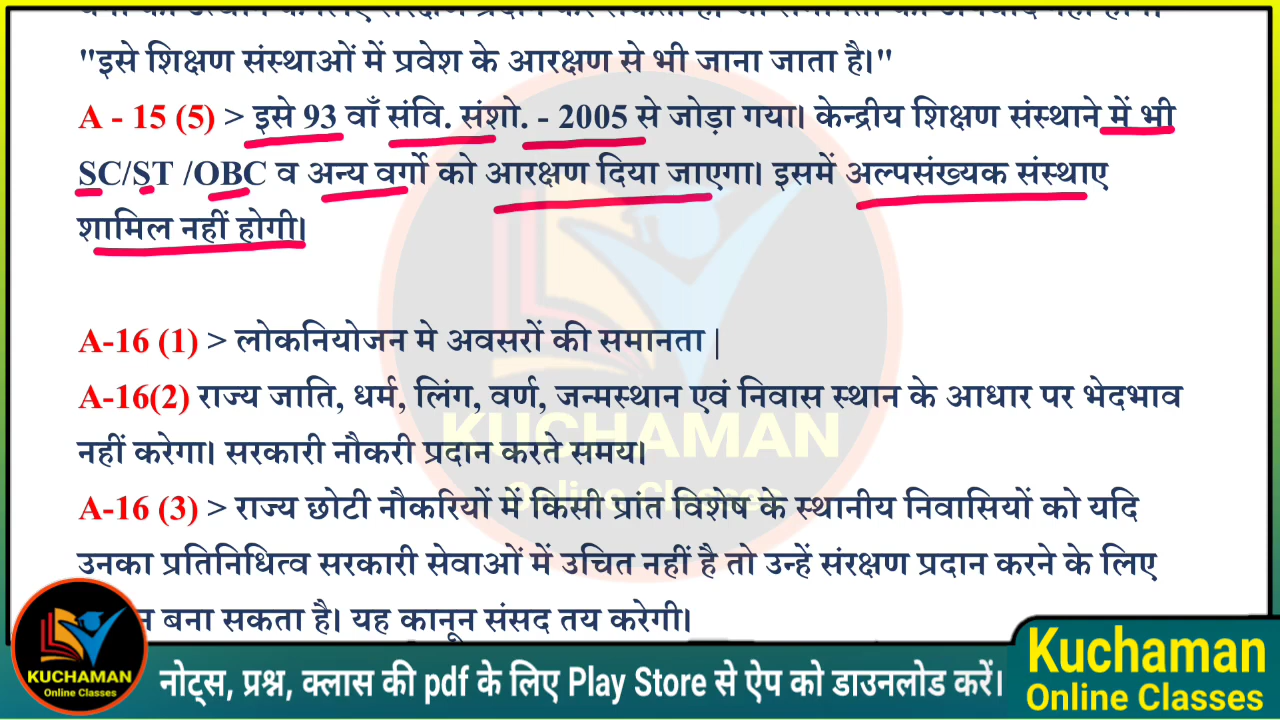 "इसे शिक्षण संस्थाओं में प्रवेश के आरक्षण से भी जाना जाता है।"
A - 15 (5) > इसे 93 वाँ संवि. संशो. - 2005 से जोड़ा गया। केन्द्रीय शिक्षण संस्थाने में भी
SC/ST /OBC व अन्य वर्गो को आरक्षण दिया जाएगा। इसमें अल्पसंख्यक संस्थाए
शामिल नहीं होगी।
A-16 (1) > लोकनियोजन मे अवसरों की समानता |
A-16(2) राज्य जाति, धर्म, लिंग, वर्ण, जन्मस्थान एवं निवास स्थान के आधार पर भेदभाव
नहीं करेगा। सरकारी नौकरी प्रदान करते समय।
A-16 (3) > राज्य छोटी नौकरियों में किसी प्रांत विशेष के स्थानीय निवासियों को यदि
उनका प्रतिनिधित्व सरकारी सेवाओं में उचित नहीं है तो उन्हें संरक्षण प्रदान करने के लिए
बना सकता है। यह कानून संसद तय करेगी।
KUCHAMAN
Online Classes
KUCHAMAN
Online Classes
नोट्स, प्रश्न, क्लास की pdf के लिए Play Store से ऐप को डाउनलोड करें।
Kuchaman
Online Classes